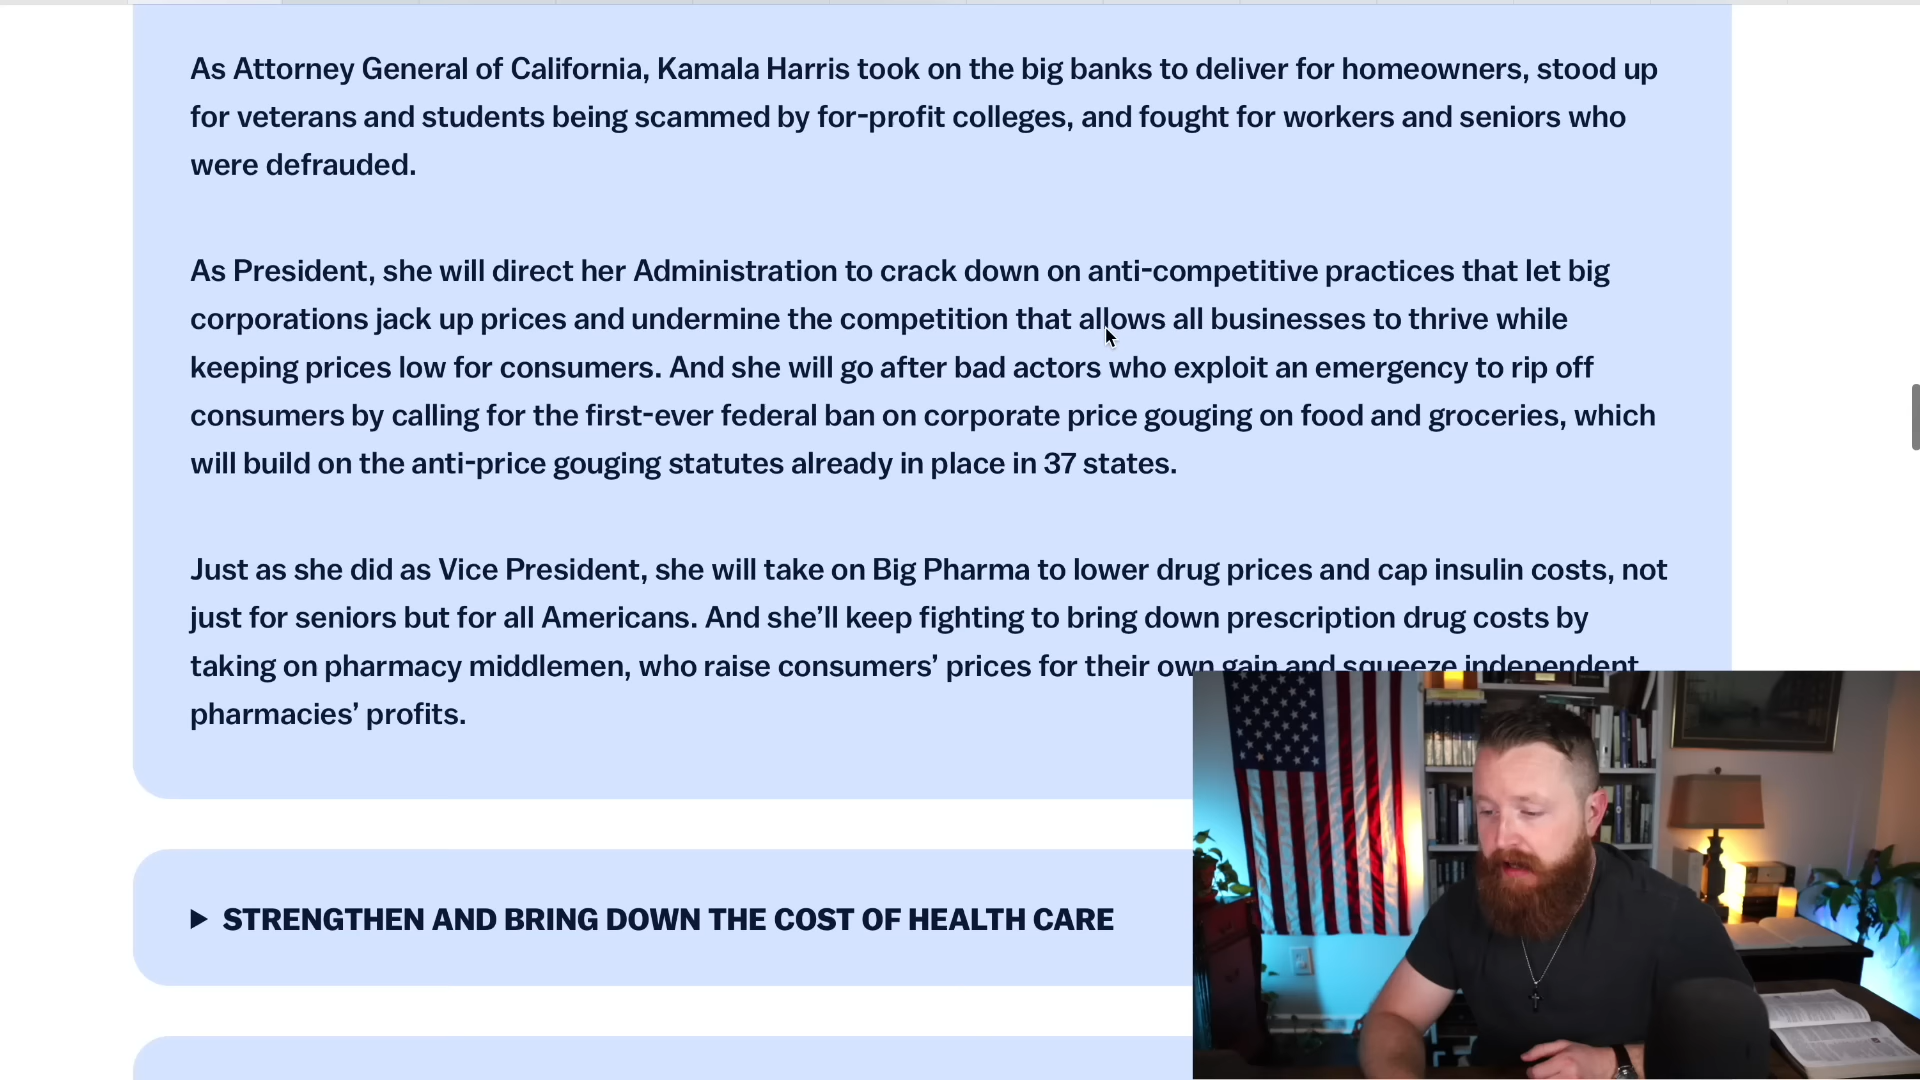 As Attorney General of California, Kamala Harris took on the big banks to deliver for homeowners, stood up
for veterans and students being scammed by for-profit colleges, and fought for workers and seniors who
were defrauded.
As President, she will direct her Administration to crack down on anti-competitive practices that let big
corporations jack up prices and undermine the competition that allows all businesses to thrive while
keeping prices low for consumers. And she will go after bad actors who exploit an emergency to rip off
consumers by calling for the first-ever federal ban on corporate price gouging on food and groceries, which
will build on the anti-price gouging statutes already in place in 37 states.
Just as she did as Vice President, she will take on Big Pharma to lower drug prices and cap insulin costs, not
just for seniors but for all Americans. And she’ll keep fighting to bring down prescription drug costs by
taking on pharmacy middlemen, who raise consumers’ prices for their own gain and squeeze independent
pharmacies’ profits.
STRENGTHEN AND BRING DOWN THE COST OF HEALTH CARE